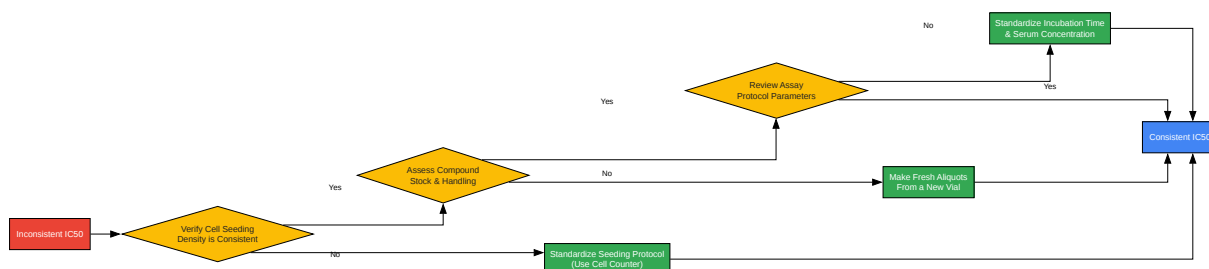 No
Standardize Incubation Time
& Serum Concentration
Review Assay
Protocol Parameters
Yes
Yes
Consistent IC50
Assess Compound
Stock & Handling
No
Make Fresh Aliquots
From a New Vial
Yes
Inconsistent IC50
Verify Cell Seeding
Density is Consistent
No
Standardize Seeding Protocol
(Use Cell Counter)